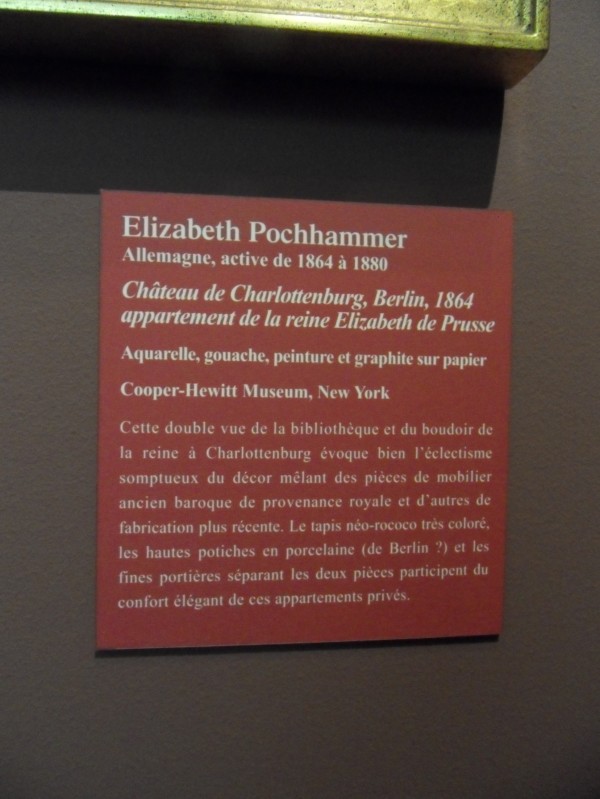 Elizabeth Pochhammer
Allemagne, active de 1864 à 1880
Château de Charlottenburg, Berlin, 1864
appartement de la reine Elizabeth de Prusse
Aquarelle, gouache, peinture et graphite sur papier
Cooper-Hewitt Museum, New York
Cette double vue de la bibliothèque et du boudoir de
la reine à Charlottenburg évoque bien l'éclectisme
somptueux du décor mêlant des pièces de mobilier
ancien baroque de provenance royale et d'autres de
fabrication plus récente. Le tapis néo-rococo très coloré,
les hautes potiches en porcelaine (de Berlin ?) et les
fines portières séparant les deux pièces participent du
confort élégant de ces appartements privés.